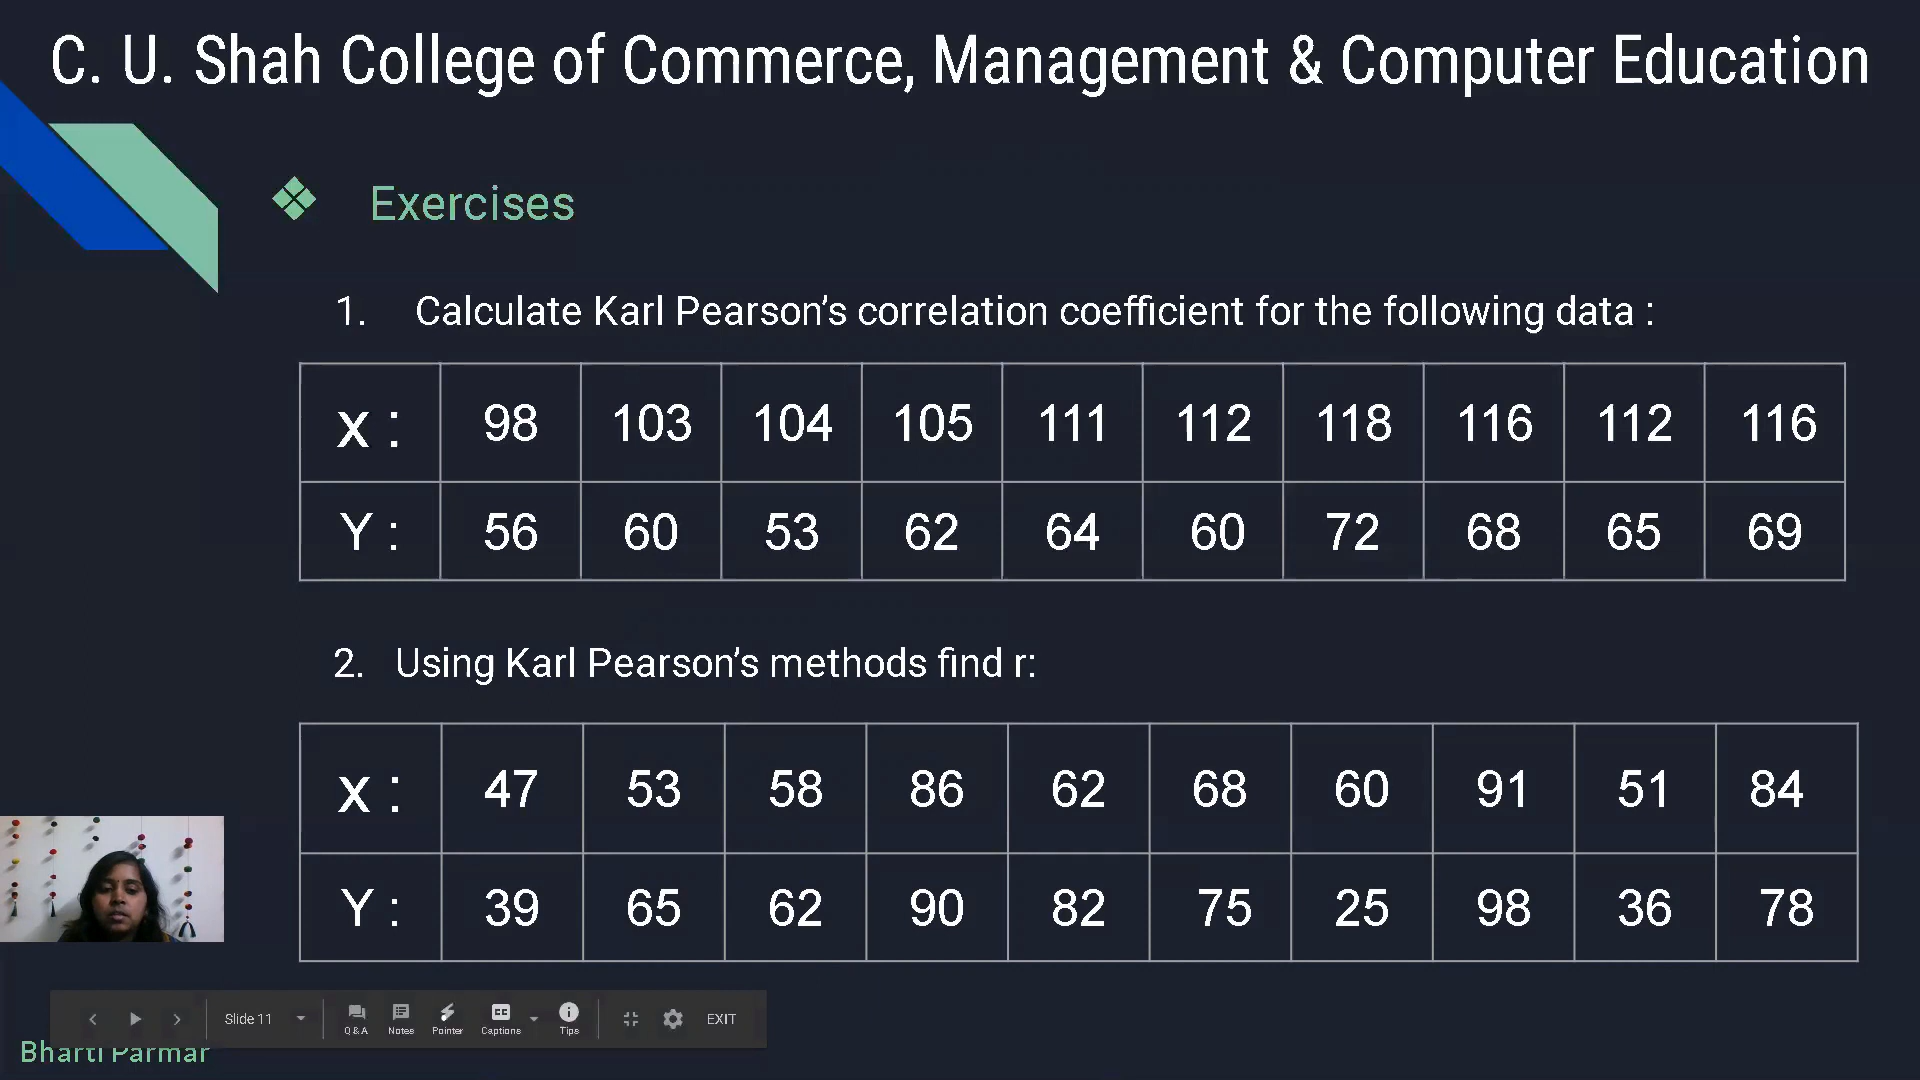 C. U. Shah College of Commerce, Management & Computer Education
Exercises
1. Calculate Karl Pearson’s correlation coefficient for the following data :
x : 98 103 104 105 111 112 118 116 112 116
Y : 56 60 53 62 64 60 72 68 65 69
2. Using Karl Pearson’s methods find r:
x : 47 53 58 86 62 68 60 91 51 84
Y : 39 65 62 90 82 75 25 98 36 78
Slide 11 Q & A Notes Pointer Captions Tips EXIT
Bharti Parmar